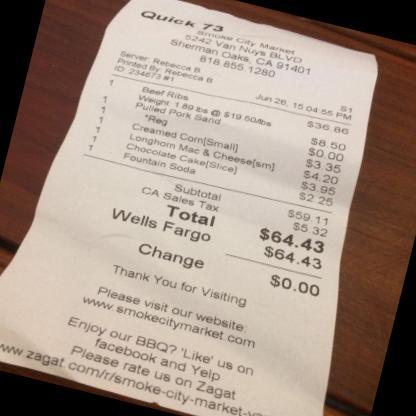 Quick 73
Smoke City Market
5242 Van Nuys BLVD
Sherman Oaks, CA 91401
818.855.1280
Server: Rebecca B
Printed By: Rebecca B
ID: 234673 #1
Jun 26, 15 04:55 PM
S1
1 Beef Ribs $36.86
Weight: 1.89 lbs @ $19.50/lbs
1 Pulled Pork Sand $8.50
*Reg $0.00
1 Creamed Corn[Small] $3.35
1 Longhorn Mac & Cheese[sm] $4.20
1 Chocolate Cake[Slice] $3.95
1 Fountain Soda $2.25
Subtotal $59.11
CA Sales Tax $5.32
Total $64.43
Wells Fargo $64.43
Change $0.00
Thank You for Visiting
Please visit our website:
www.smokecitymarket.com
Enjoy our BBQ? 'Like' us on
facebook and Yelp
Please rate us on Zagat
www.zagat.com/r/smoke-city-market-v